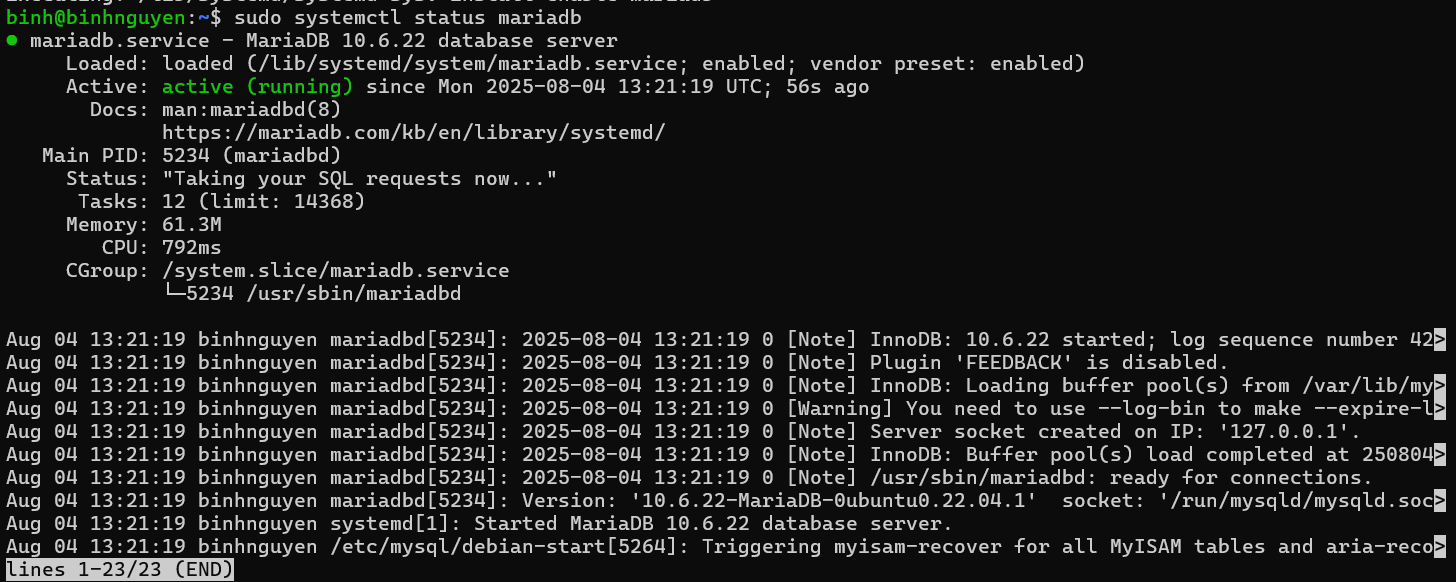 binh@binhnguyen:~$ sudo systemctl status mariadb
● mariadb.service - MariaDB 10.6.22 database server
Loaded: loaded (/lib/systemd/system/mariadb.service; enabled; vendor preset: enabled)
Active: active (running) since Mon 2025-08-04 13:21:19 UTC; 56s ago
Docs: man:mariadbd(8)
https://mariadb.com/kb/en/library/systemd/
Main PID: 5234 (mariadbd)
Status: "Taking your SQL requests now..."
Tasks: 12 (limit: 14368)
Memory: 61.3M
CPU: 792ms
CGroup: /system.slice/mariadb.service
└─5234 /usr/sbin/mariadbd
Aug 04 13:21:19 binhnguyen mariadbd[5234]: 2025-08-04 13:21:19 0 [Note] InnoDB: 10.6.22 started; log sequence number 42>
Aug 04 13:21:19 binhnguyen mariadbd[5234]: 2025-08-04 13:21:19 0 [Note] Plugin 'FEEDBACK' is disabled.
Aug 04 13:21:19 binhnguyen mariadbd[5234]: 2025-08-04 13:21:19 0 [Note] InnoDB: Loading buffer pool(s) from /var/lib/my>
Aug 04 13:21:19 binhnguyen mariadbd[5234]: 2025-08-04 13:21:19 0 [Warning] You need to use --log-bin to make --expire-l>
Aug 04 13:21:19 binhnguyen mariadbd[5234]: 2025-08-04 13:21:19 0 [Note] Server socket created on IP: '127.0.0.1'.
Aug 04 13:21:19 binhnguyen mariadbd[5234]: 2025-08-04 13:21:19 0 [Note] InnoDB: Buffer pool(s) load completed at 250804>
Aug 04 13:21:19 binhnguyen mariadbd[5234]: 2025-08-04 13:21:19 0 [Note] /usr/sbin/mariadbd: ready for connections.
Aug 04 13:21:19 binhnguyen mariadbd[5234]: Version: '10.6.22-MariaDB-0ubuntu0.22.04.1'  socket: '/run/mysqld/mysqld.soc>
Aug 04 13:21:19 binhnguyen systemd[1]: Started MariaDB 10.6.22 database server.
Aug 04 13:21:19 binhnguyen /etc/mysql/debian-start[5264]: Triggering myisam-recover for all MyISAM tables and aria-reco>
lines 1-23/23 (END)